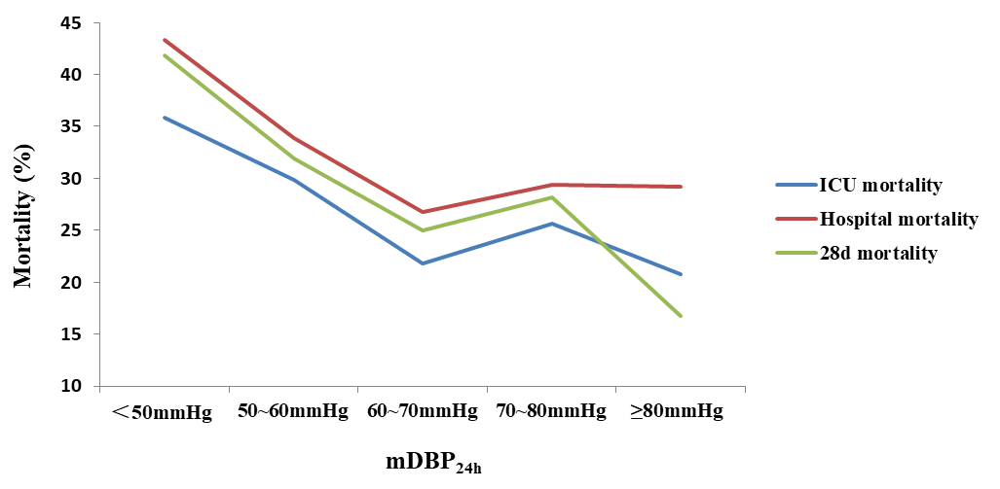 45
40
35
30
25
20
15
10
Mortality (%)
＜50mmHg 50~60mmHg 60~70mmHg 70~80mmHg ≥80mmHg
mDBP24h
ICU mortality
Hospital mortality
28d mortality